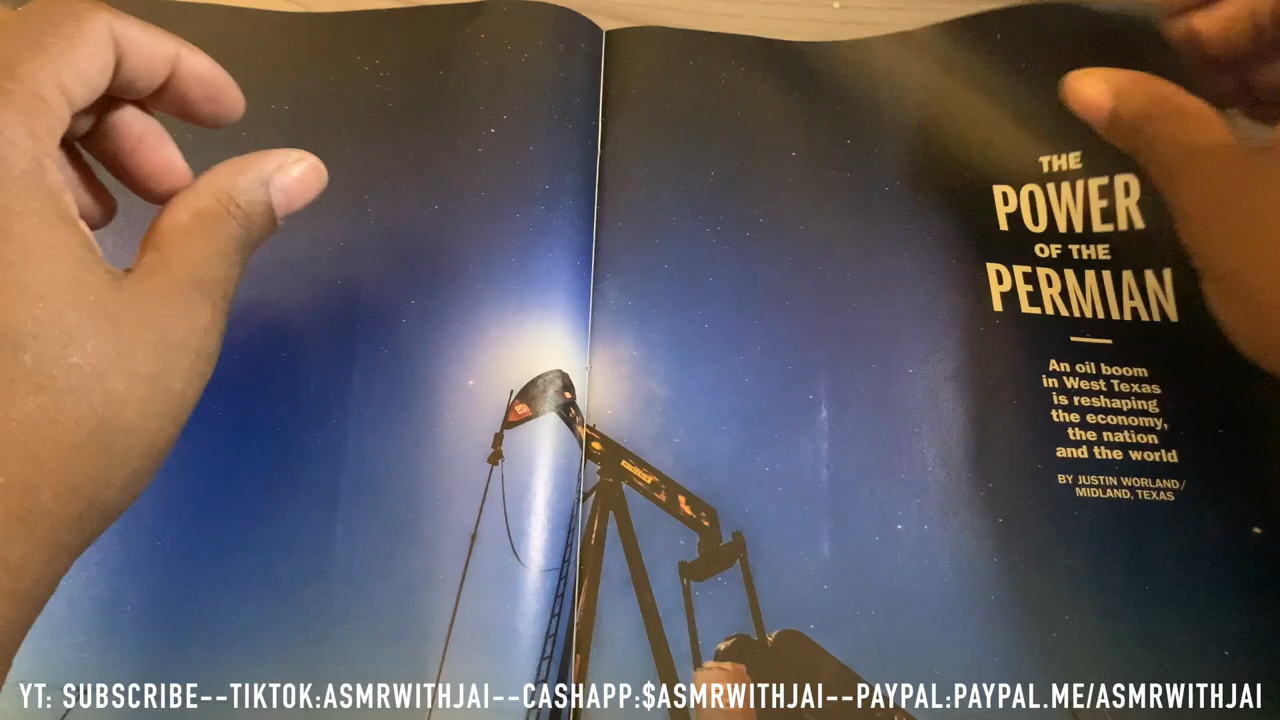 THE
POWER
OF THE
PERMIAN
An oil boom
in West Texas
is reshaping
the economy,
the nation
and the world
BY JUSTIN WORLAND/
MIDLAND, TEXAS
YT: SUBSCRIBE--TIKTOK:ASMRWITHJAI--CASHAPP:$ASMRWITHJAI--PAYPAL:PAYPAL.ME/ASMRWITHJAI